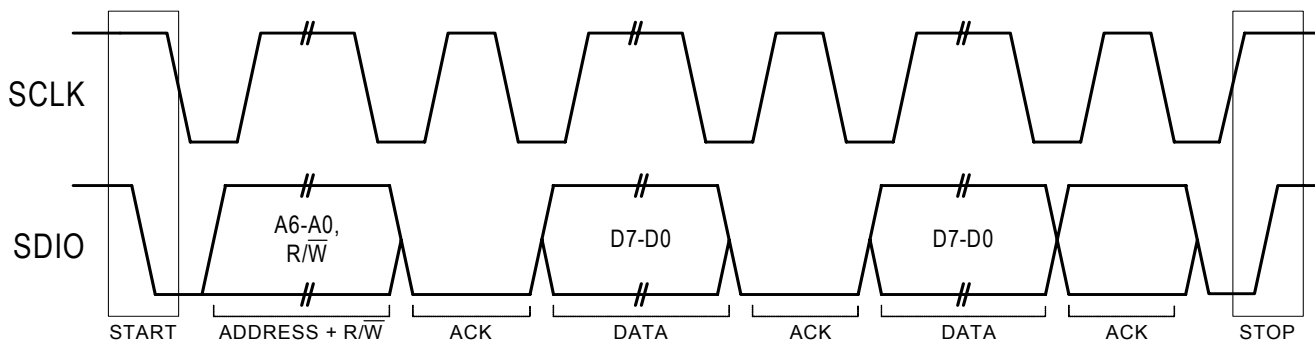 SCLK
SDIO
A6-A0,
R/W̅
D7-D0
D7-D0
START
ADDRESS + R/W̅
ACK
DATA
ACK
DATA
ACK
STOP